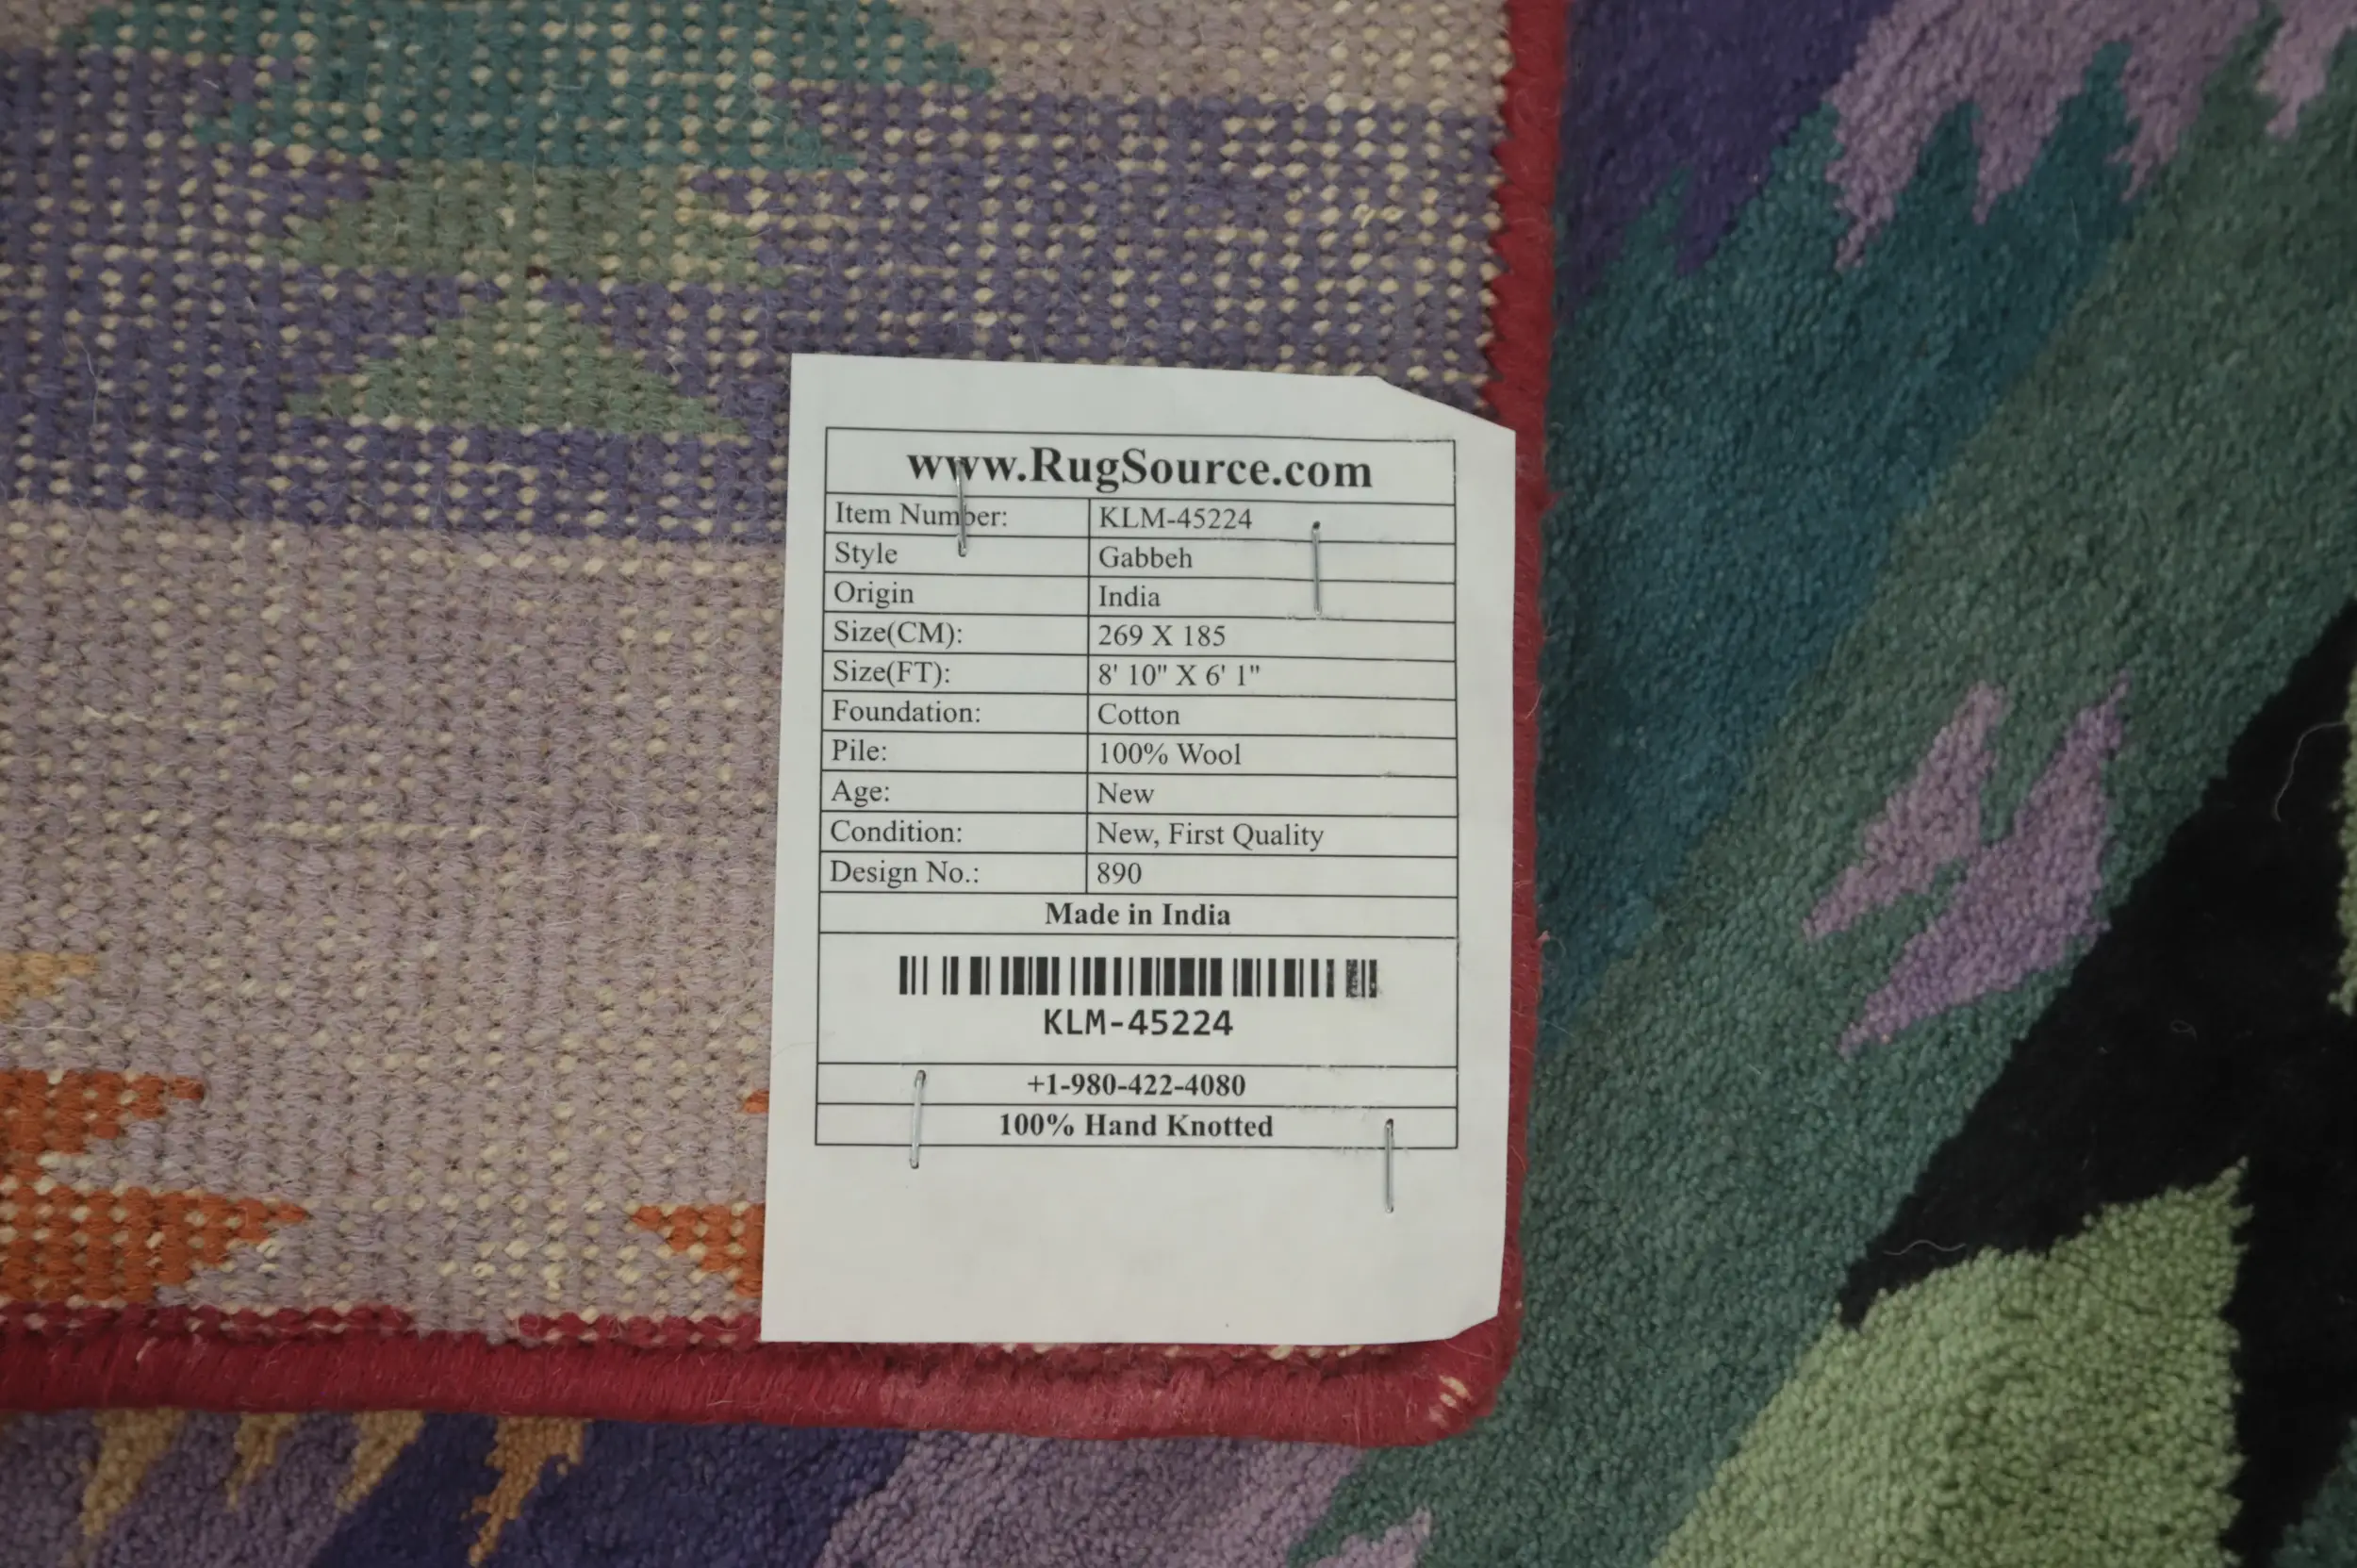 www.RugSource.com
Item Number: KLM-45224
Style Gabbeh
Origin India
Size(CM): 269 X 185
Size(FT): 8' 10" X 6' 1"
Foundation: Cotton
Pile: 100% Wool
Age: New
Condition: New, First Quality
Design No.: 890
Made in India
KLM-45224
+1-980-422-4080
100% Hand Knotted